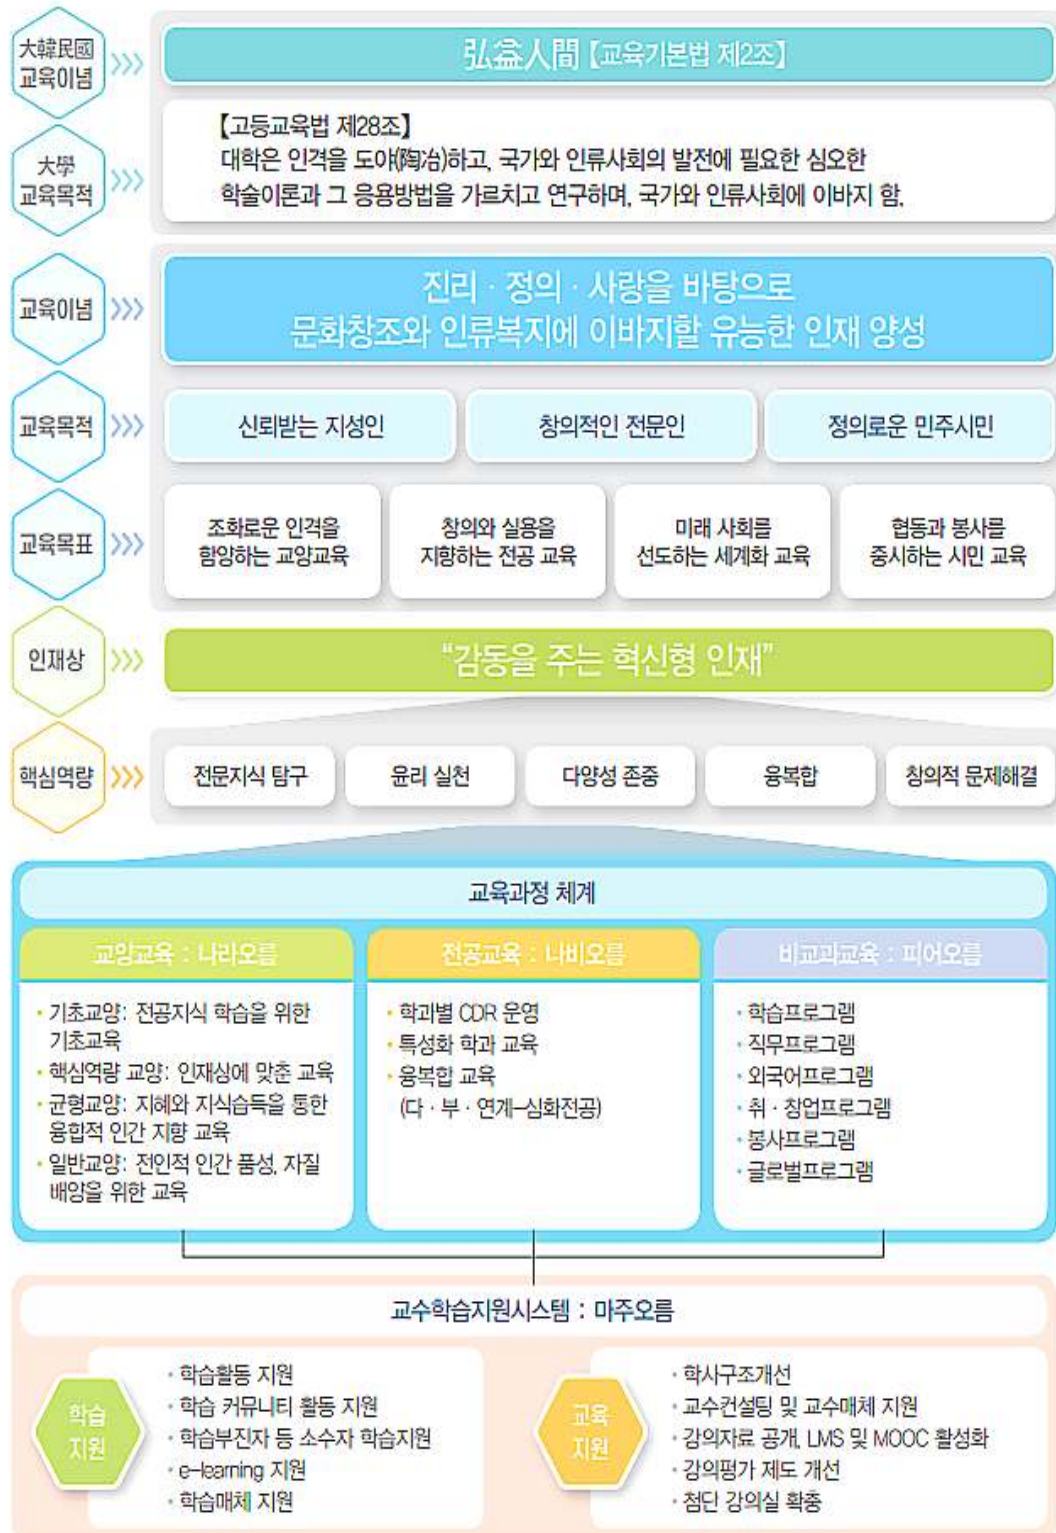 大韓民國
교육이념
弘益人間【교육기본법 제2조】
大學
교육목적
【고등교육법 제28조】
대학은 인격을 도야(陶冶)하고, 국가와 인류사회의 발전에 필요한 심오한
학술이론과 그 응용방법을 가르치고 연구하며, 국가와 인류사회에 이바지 함.
교육이념
진리 · 정의 · 사랑을 바탕으로
문화창조와 인류복지에 이바지할 유능한 인재 양성
교육목적
신뢰받는 지성인
창의적인 전문인
정의로운 민주시민
교육목표
조화로운 인격을
함양하는 교양교육
창의와 실용을
지향하는 전공 교육
미래 사회를
선도하는 세계화 교육
협동과 봉사를
중시하는 시민 교육
인재상
“감동을 주는 혁신형 인재”
핵심역량
전문지식 탐구
윤리 실천
다양성 존중
융복합
창의적 문제해결
교육과정 체계
교양교육 : 나라오름
• 기초교양: 전공지식 학습을 위한
기초교육
• 핵심역량 교양: 인재상에 맞춘 교육
• 균형교양: 지혜와 지식습득을 통한
융합적 인간 지향 교육
• 일반교양: 전인적 인간 품성, 자질
배양을 위한 교육
전공교육 : 나비오름
• 학과별 CDR 운영
• 특성화 학과 교육
• 융복합 교육
(다 · 부 · 연계-심화전공)
비교과교육 : 피어오름
• 학습프로그램
• 직무프로그램
• 외국어프로그램
• 취 · 창업프로그램
• 봉사프로그램
• 글로벌프로그램
교수학습지원시스템 : 마주오름
학습
지원
• 학습활동 지원
• 학습 커뮤니티 활동 지원
• 학습부진자 등 소수자 학습지원
• e-learning 지원
• 학습매체 지원
교육
지원
• 학사구조개선
• 교수컨설팅 및 교수매체 지원
• 강의자료 공개, LMS 및 MOOC 활성화
• 강의평가 제도 개선
• 첨단 강의실 확충